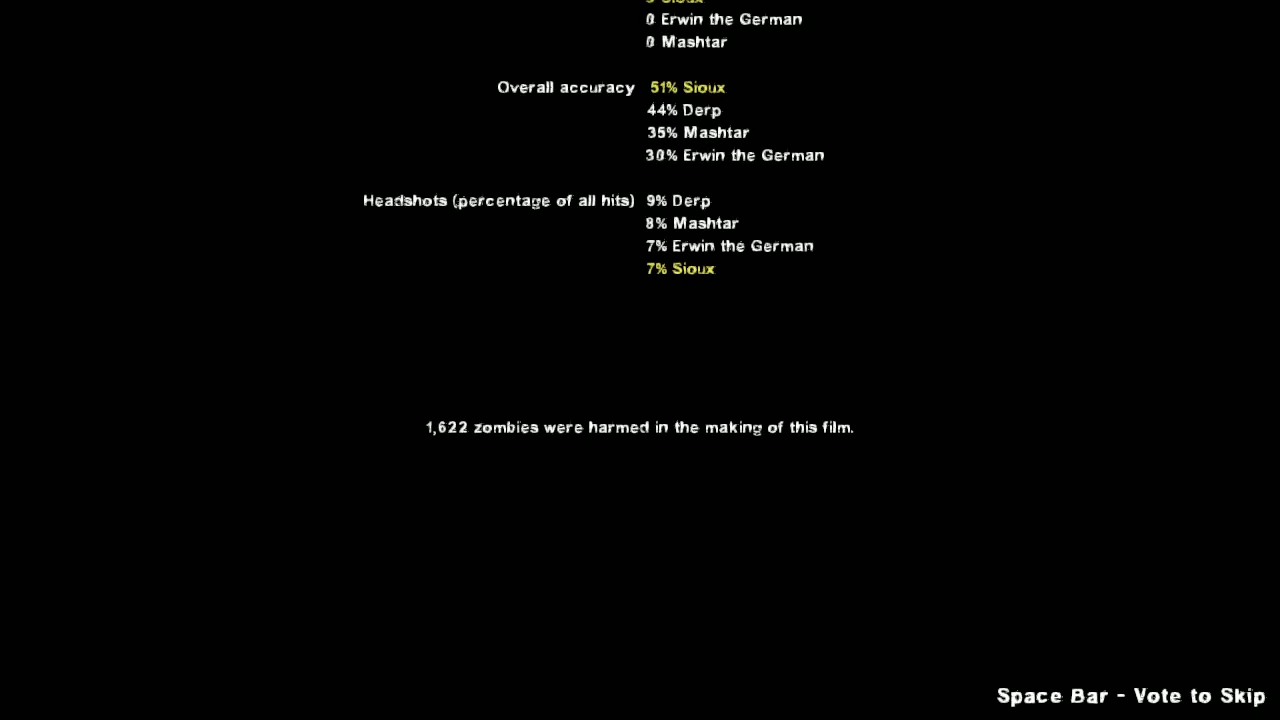 0 Erwin the German
0 Mashtar
Overall accuracy 51% Sioux
44% Derp
35% Mashtar
30% Erwin the German
Headshots (percentage of all hits) 9% Derp
8% Mashtar
7% Erwin the German
7% Sioux
1,622 zombies were harmed in the making of this film.
Space Bar - Vote to Skip